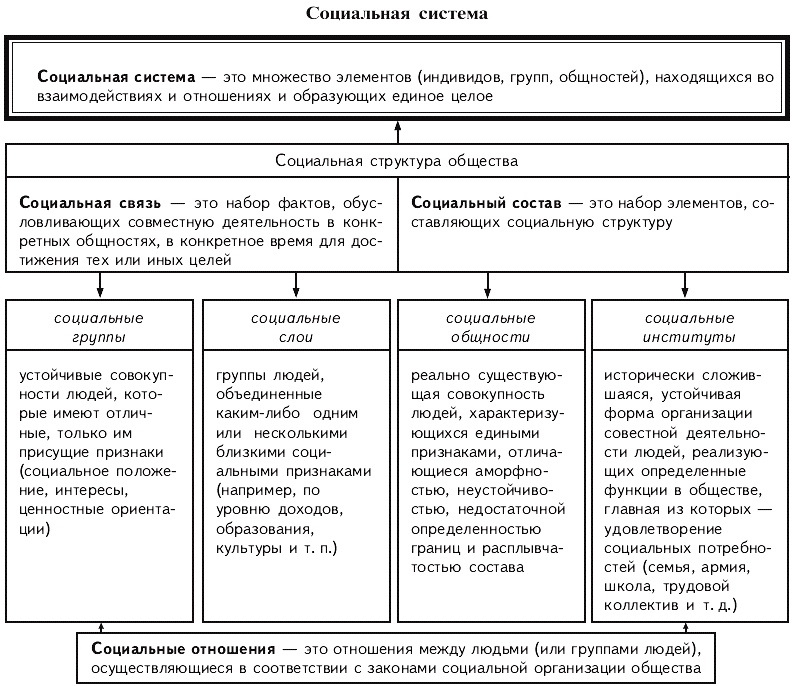 Социальная система
Социальная система — это множество элементов (индивидов, групп, общностей), находящихся во
взаимодействиях и отношениях и образующих единое целое
Социальная структура общества
Социальная связь — это набор фактов, обус-
ловливающих совместную деятельность в конк-
ретных общностях, в конкретное время для дос-
тижения тех или иных целей
Социальный состав — это набор элементов, со-
ставляющих социальную структуру
социальные
группы
устойчивые совокуп-
ности людей, кото-
рые имеют отлич-
ные, только им
присущие признаки
(социальное положе-
ние, интересы,
ценностные ориента-
ции)
социальные
слои
группы людей,
объединенные
каким-либо одним
или несколькими
близкими соци-
альными признаками
(например, по
уровню доходов,
образования,
культуры и т. п.)
социальные
общности
реально существую-
щая совокупность
людей, характеризу-
ющихся едиными
признаками, отлича-
ющиеся аморфно-
стью, неустойчиво-
стью, недостаточной
определенностью
границ и расплывча-
тостью состава
социальные
институты
исторически сложив-
шаяся, устойчивая
форма организации
совестной деятельно-
сти людей, реализую-
щих определенные
функции в обществе,
главная из которых —
удовлетворение
социальных потребно-
стей (семья, армия,
школа, трудовой
коллектив и т. д.)
Социальные отношения — это отношения между людьми (или группами людей),
осуществляющиеся в соответствии с законами социальной организации общества